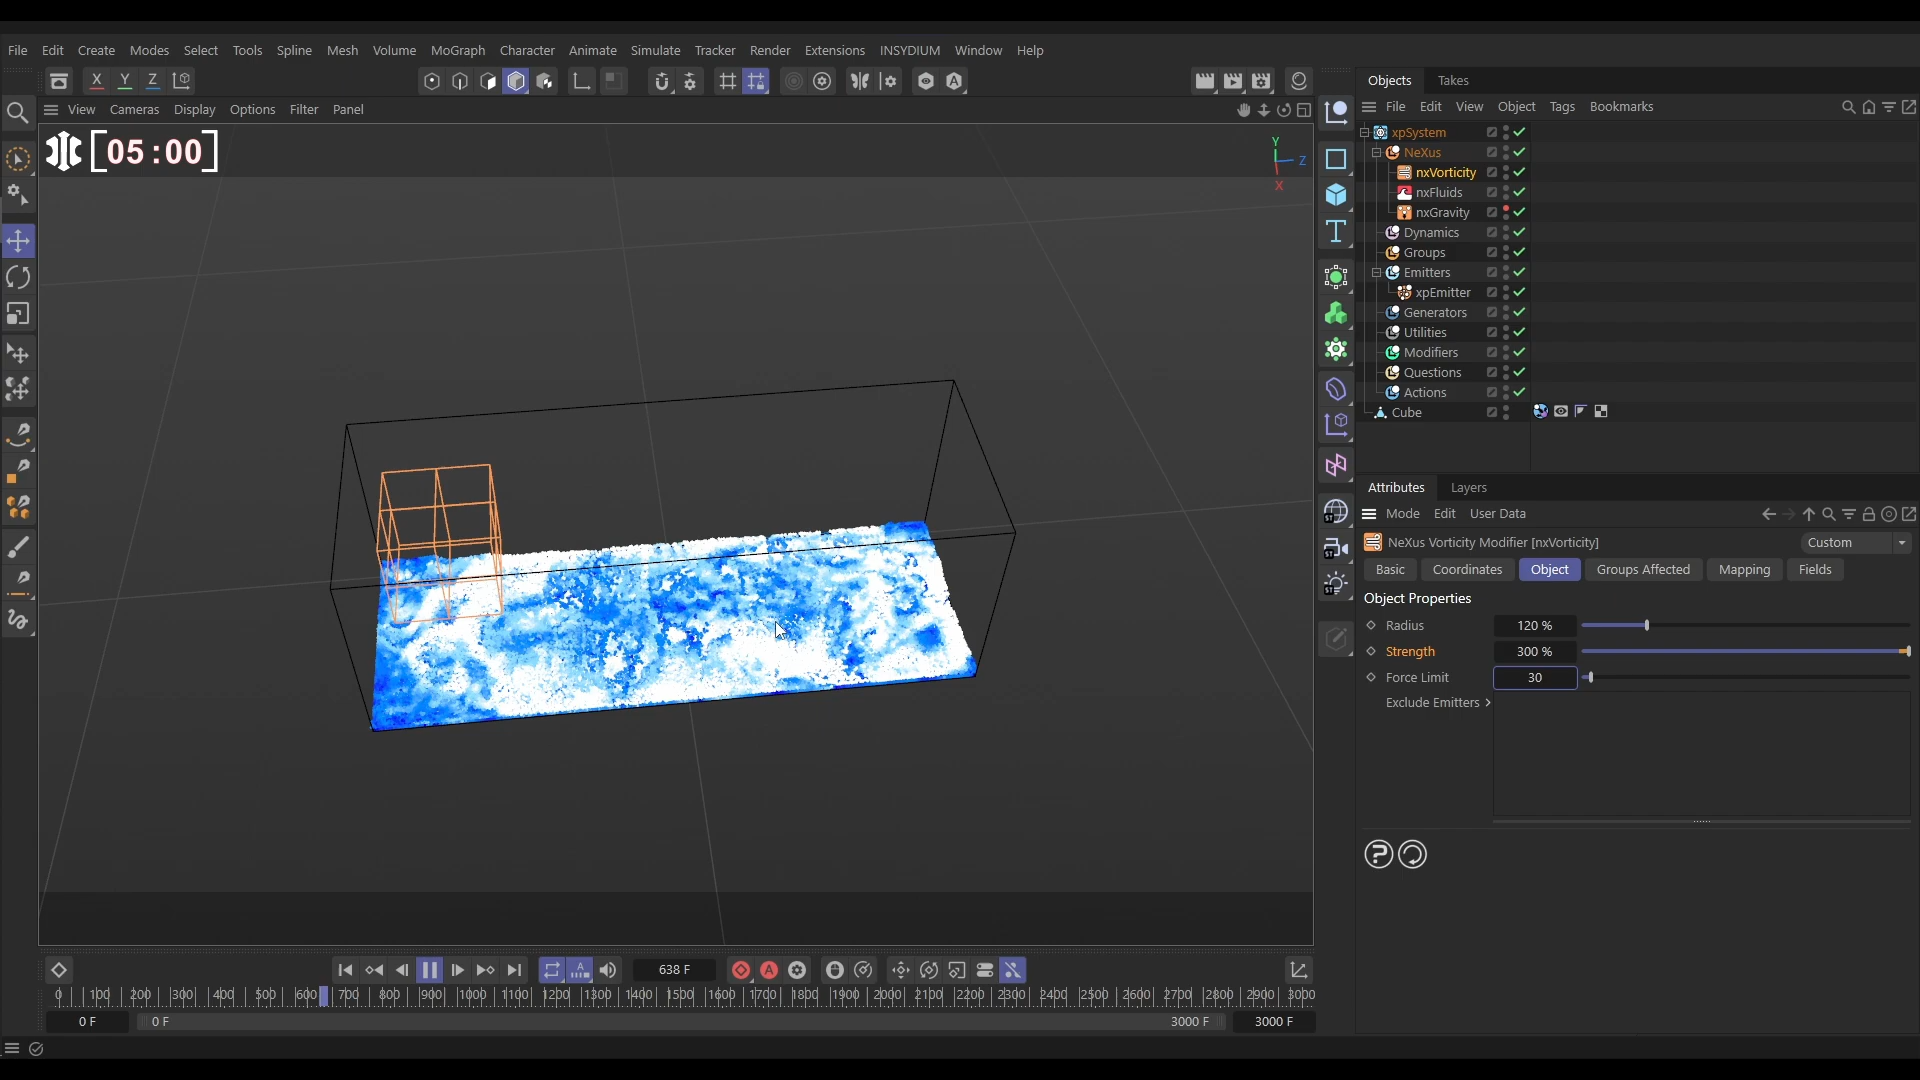 File Edit Create Modes Select Tools Spline Mesh Volume MoGraph Character Animate Simulate Tracker Render Extensions INSYDIUM Window Help
X Y Z
View Cameras Display Options Filter Panel
[05:00]
Y
Z
X
Objects Takes
File Edit View Object Tags Bookmarks
xpSystem
NeXus
nxVorticity
nxFluids
nxGravity
Dynamics
Groups
Emitters
xpEmitter
Generators
Utilities
Modifiers
Questions
Actions
Cube
Attributes Layers
Mode Edit User Data
NeXus Vorticity Modifier [nxVorticity] Custom
Basic Coordinates Object Groups Affected Mapping Fields
Object Properties
Radius 120 %
Strength 300 %
Force Limit 30
Exclude Emitters >
638 F
0 100 200 300 400 500 600 700 800 900 1000 1100 1200 1300 1400 1500 1600 1700 1800 1900 2000 2100 2200 2300 2400 2500 2600 2700 2800 2900 3000
0 F 0 F 3000 F 3000 F